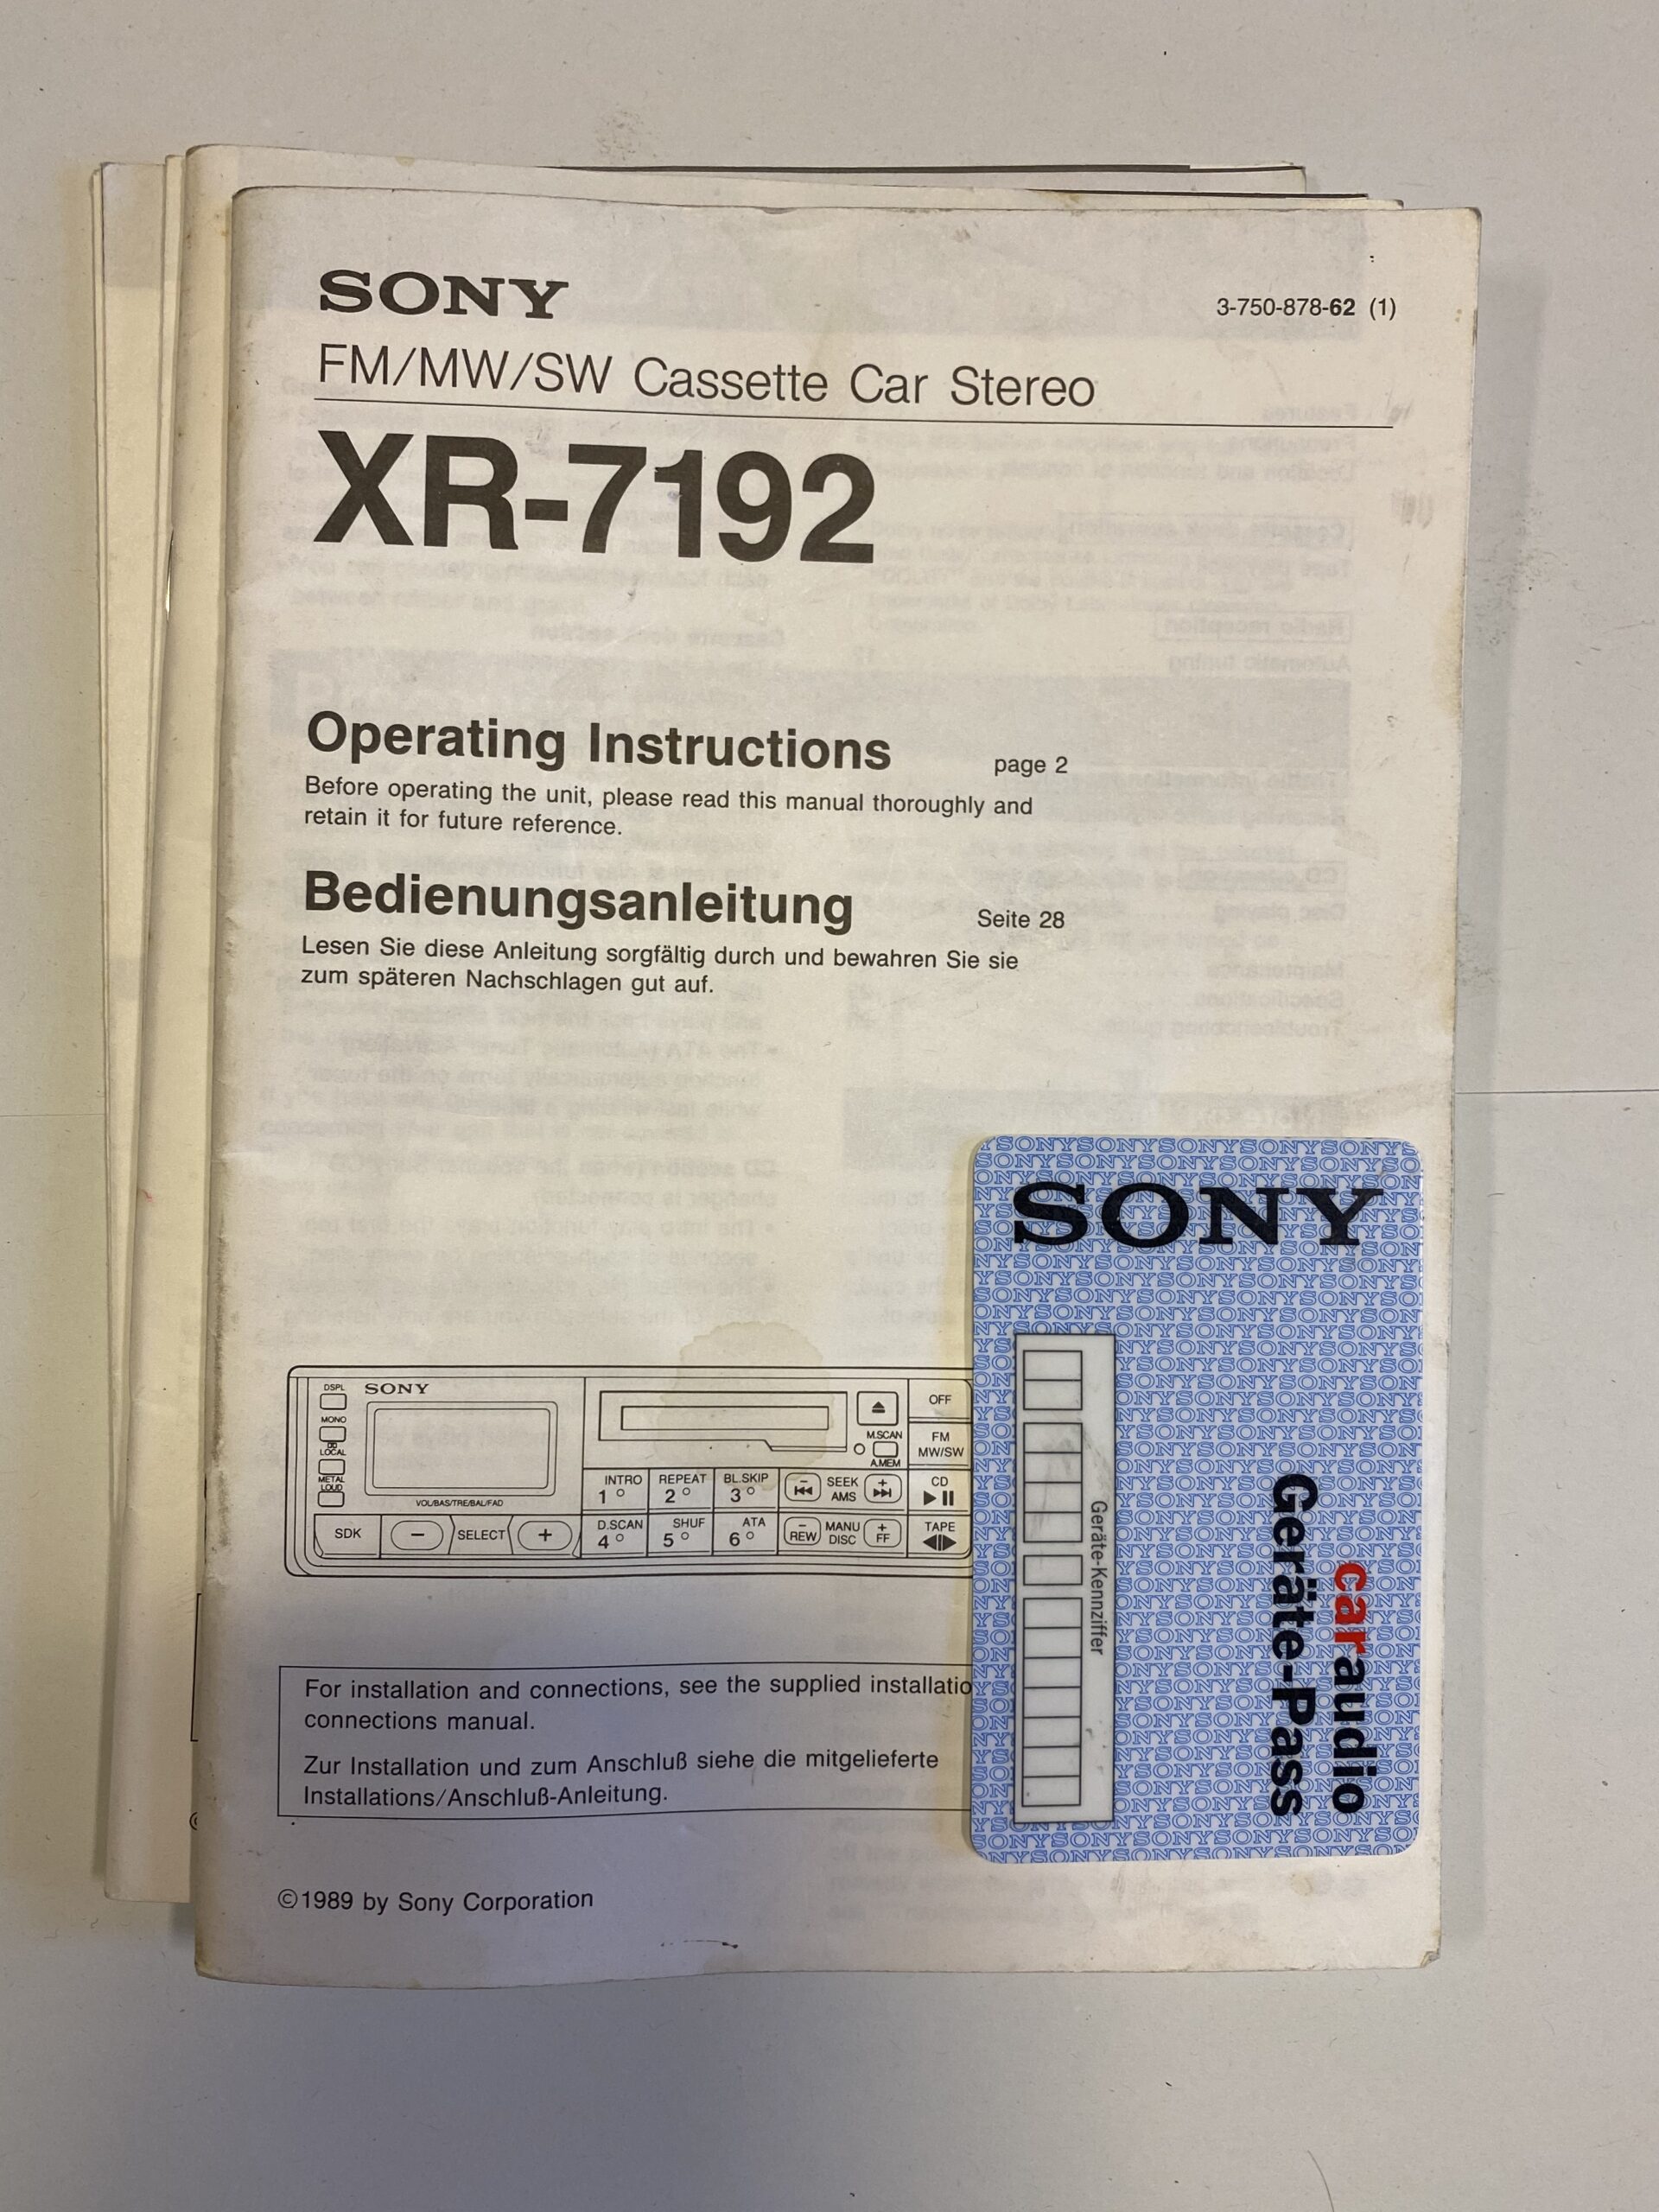 SONY
3-750-878-62 (1)
FM/MW/SW Cassette Car Stereo
XR-7192
Operating Instructions page 2
Before operating the unit, please read this manual thoroughly and
retain it for future reference.
Bedienungsanleitung Seite 28
Lesen Sie diese Anleitung sorgfältig durch und bewahren Sie sie
zum späteren Nachschlagen gut auf.
DSPL
SONY
MONO
LOCAL
METAL
LOUD
VOL/BAS/TRE/BAL/FAD
SDK
− SELECT +
M.SCAN
A.MEM
OFF
FM
MW/SW
INTRO
1
REPEAT
2
BL.SKIP
3
− SEEK +
AMS
CD
D.SCAN
4
SHUF
5
ATA
6
− MANU +
REW DISC FF
TAPE
For installation and connections, see the supplied installatio
connections manual.
Zur Installation und zum Anschluß siehe die mitgelieferte
Installations/Anschluß-Anleitung.
©1989 by Sony Corporation
SONY
caraudio
Geräte-Pass
Geräte-Kennziffer